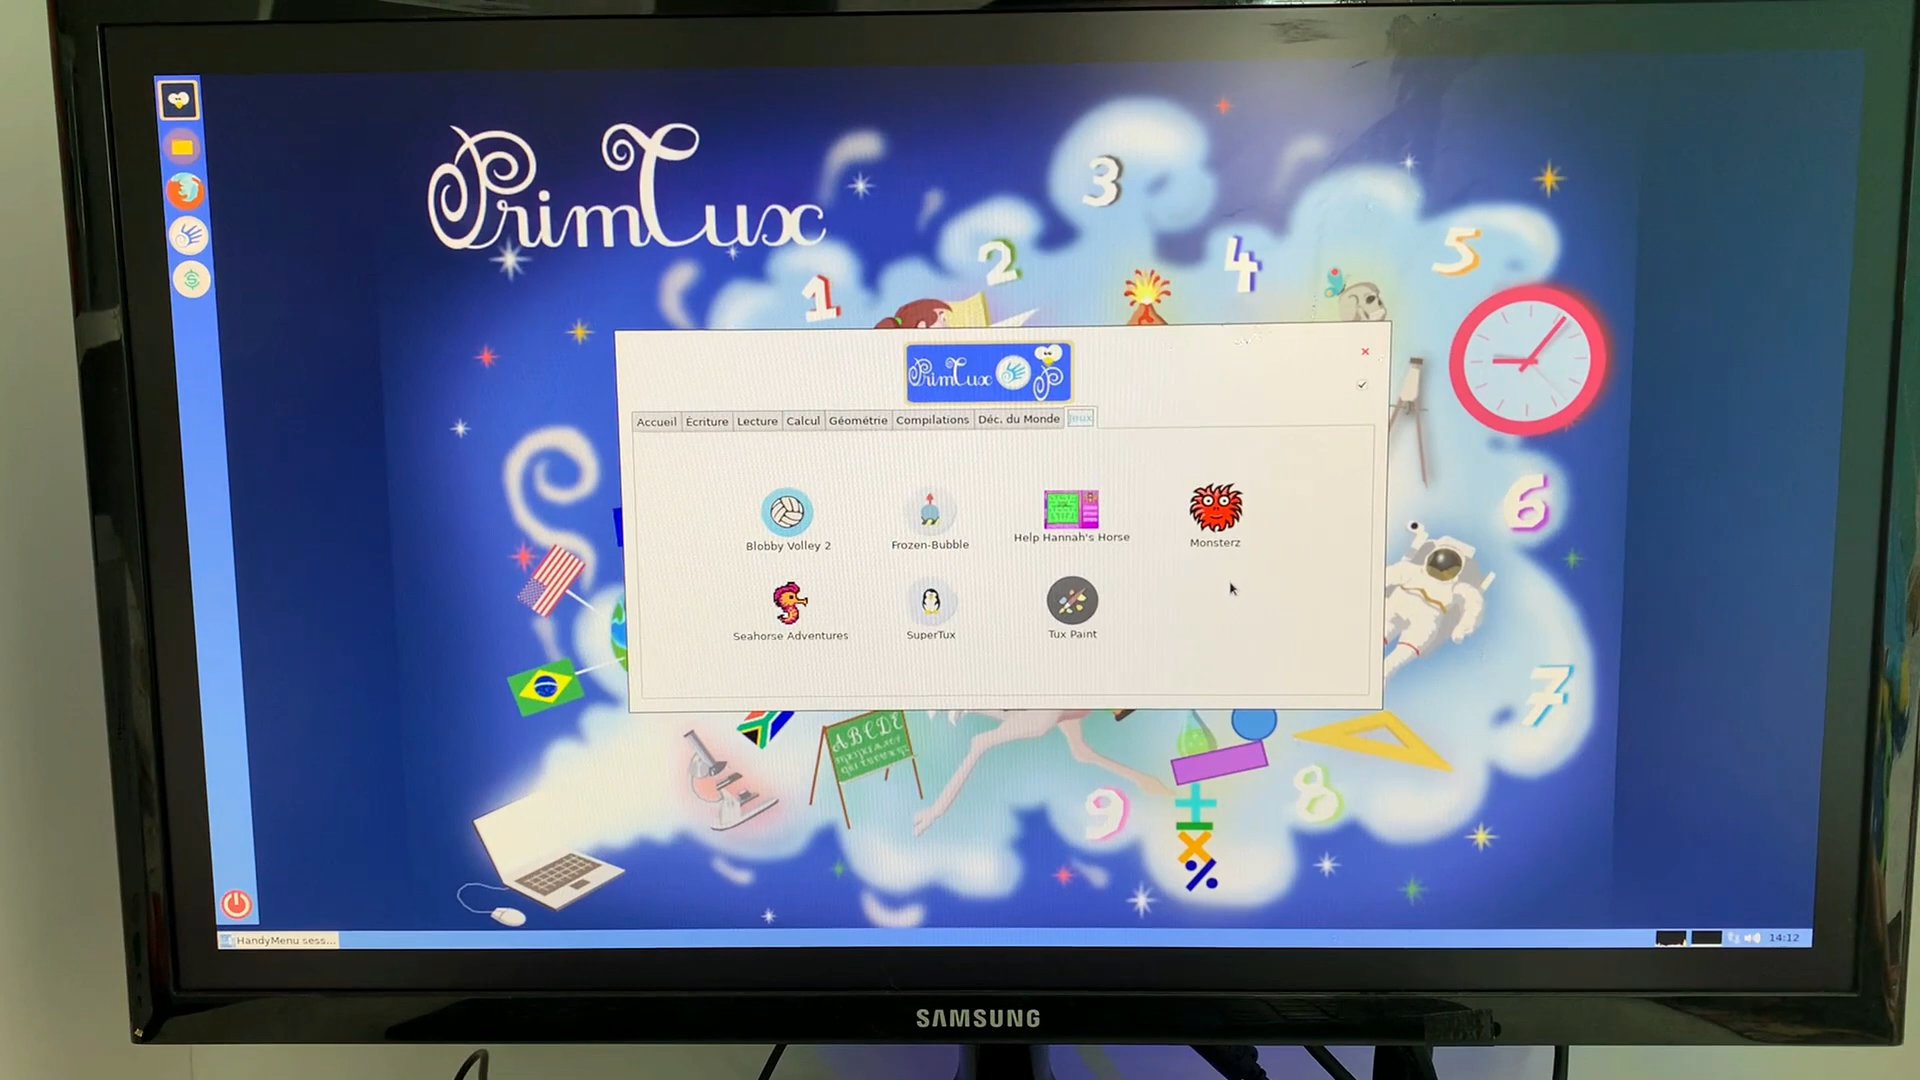 PrimTux
3
2
4
5
1
PrimTux
Accueil Écriture Lecture Calcul Géométrie Compilations Déc. du Monde Jeux
6
Blobby Volley 2 Frozen-Bubble Help Hannah's Horse Monsterz
Seahorse Adventures SuperTux Tux Paint
7
ABCDE
9
8
+
×
%
HandyMenu sess... 14:12
SAMSUNG